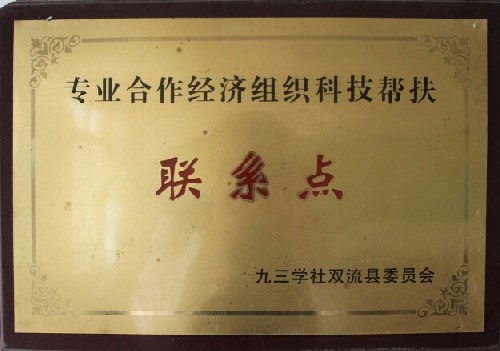 专业合作经济组织科技帮扶
联系点
九三学社双流县委员会